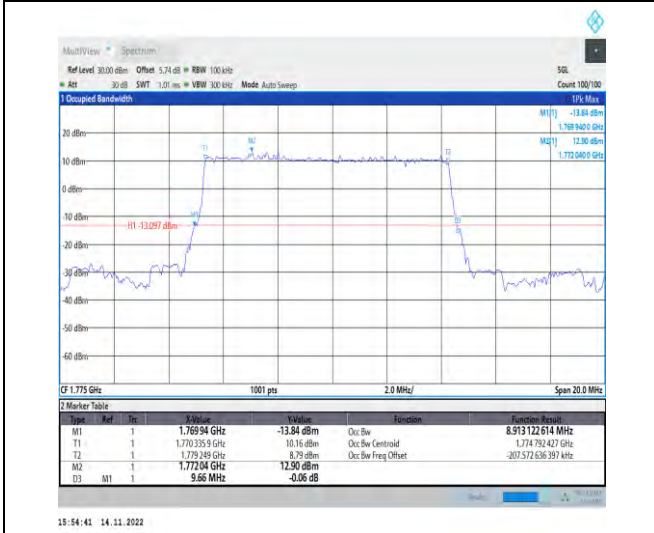 MultiView Spectrum
Ref Level 30.00 dBm Offset 5.74 dB RBW 100 kHz SGL
Att 30 dB SWT 1.01 ms VBW 300 kHz Mode Auto Sweep Count 100/100
1 Occupied Bandwidth 1Pk Max
M1[1] -13.84 dBm
1.769 940 0 GHz
M2[1] 12.90 dBm
1.772 040 0 GHz
20 dBm
M2
T1 T2
10 dBm
0 dBm
-10 dBm
M1
H1 -13.097 dBm
-20 dBm
-30 dBm
-40 dBm
-50 dBm
-60 dBm
CF 1.775 GHz 1001 pts 2.0 MHz/ Span 20.0 MHz
2 Marker Table
Type Ref Trc X-Value Y-Value Function Function Result
M1 1 1.769 94 GHz -13.84 dBm Occ Bw 8.913 122 614 MHz
T1 1 1.770 335 9 GHz 10.16 dBm Occ Bw Centroid 1.774 792 427 GHz
T2 1 1.779 249 GHz 8.79 dBm Occ Bw Freq Offset -207.572 636 397 kHz
M2 1 1.772 04 GHz 12.90 dBm
D3 M1 1 9.66 MHz -0.06 dB
15:54:41 14.11.2022